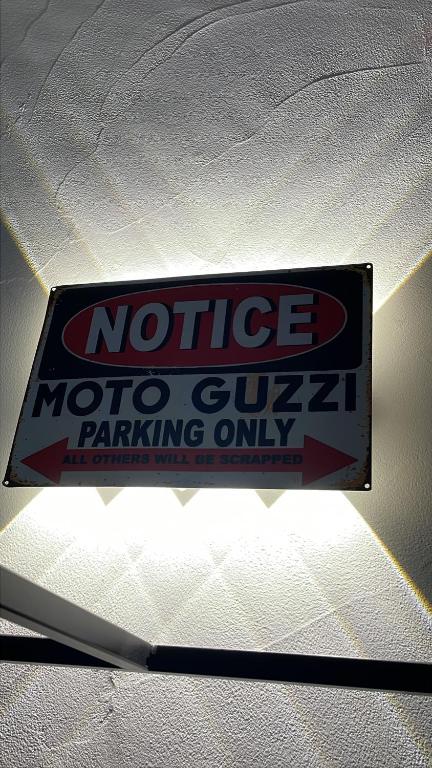 NOTICE
MOTO GUZZI
PARKING ONLY
ALL OTHERS WILL BE SCRAPPED